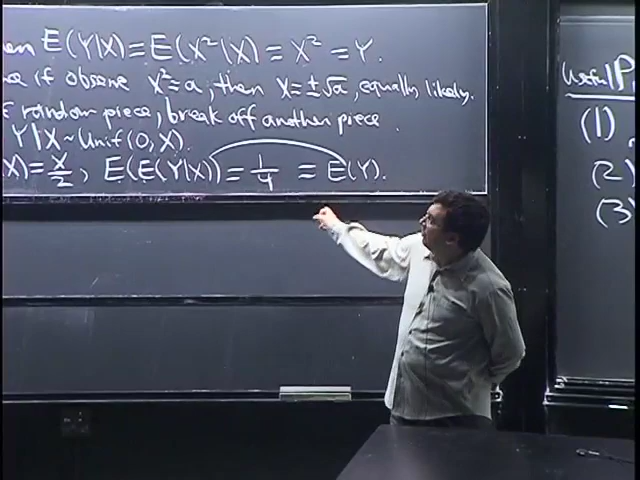 en E(Y|X) = E(X²|X) = X² = Y.
if observe X² = a, then X = ±√a, equally likely.
random piece, break off another piece.
Y|X ~ Unif(0, X).
X) = X/2, E(E(Y|X)) = 1/4 = E(Y).
Useful P
(1)
(2)
(3)